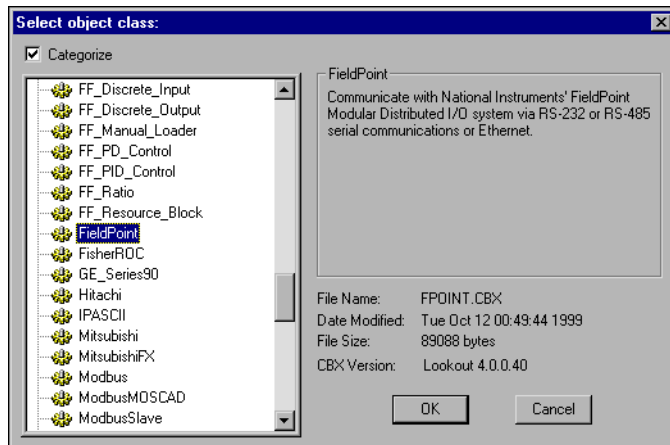 Select object class:
Categorize
FF_Discrete_Input
FF_Discrete_Output
FF_Manual_Loader
FF_PD_Control
FF_PID_Control
FF_Ratio
FF_Resource_Block
FieldPoint
FisherROC
GE_Series90
Hitachi
IPASCII
Mitsubishi
MitsubishiFX
Modbus
ModbusMOSCAD
ModbusSlave
FieldPoint
Communicate with National Instruments' FieldPoint
Modular Distributed I/O system via RS-232 or RS-485
serial communications or Ethernet.
File Name: FPOINT.CBX
Date Modified: Tue Oct 12 00:49:44 1999
File Size: 89088 bytes
CBX Version: Lookout 4.0.0.40
OK Cancel